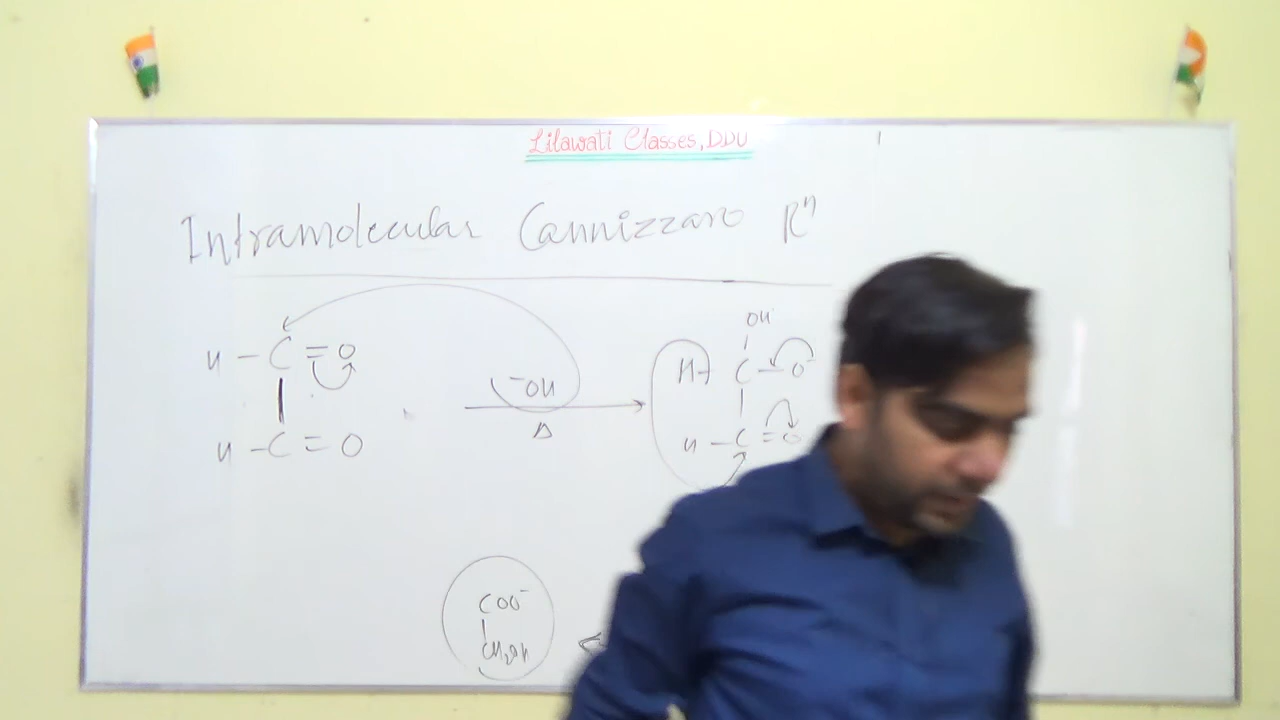 Lilawati Classes, DDU
Intramolecular Cannizzaro Rⁿ
OH
H - C = O
H - C - O⁻
⁻OH
Δ
H - C = O
H - C = O
COO⁻
CH₂OH